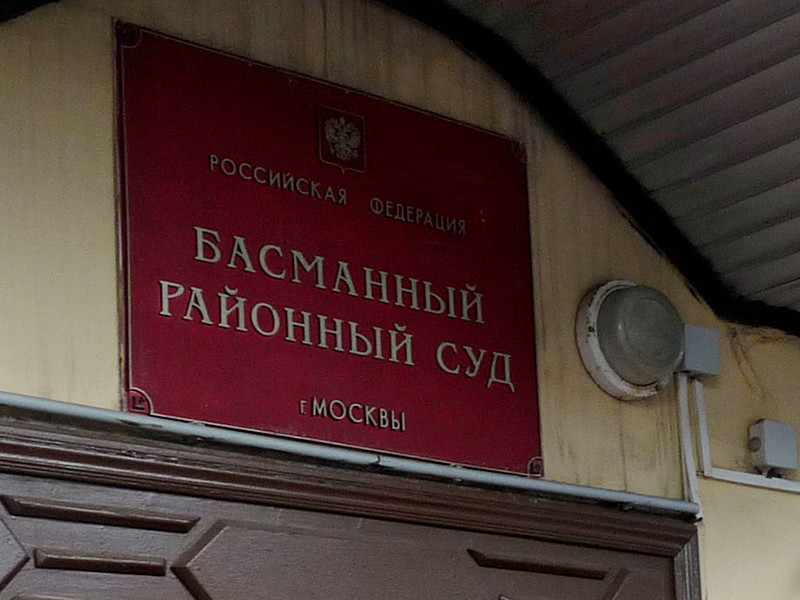 РОССИЙСКАЯ ФЕДЕРАЦИЯ
БАСМАННЫЙ
РАЙОННЫЙ СУД
г. МОСКВЫ